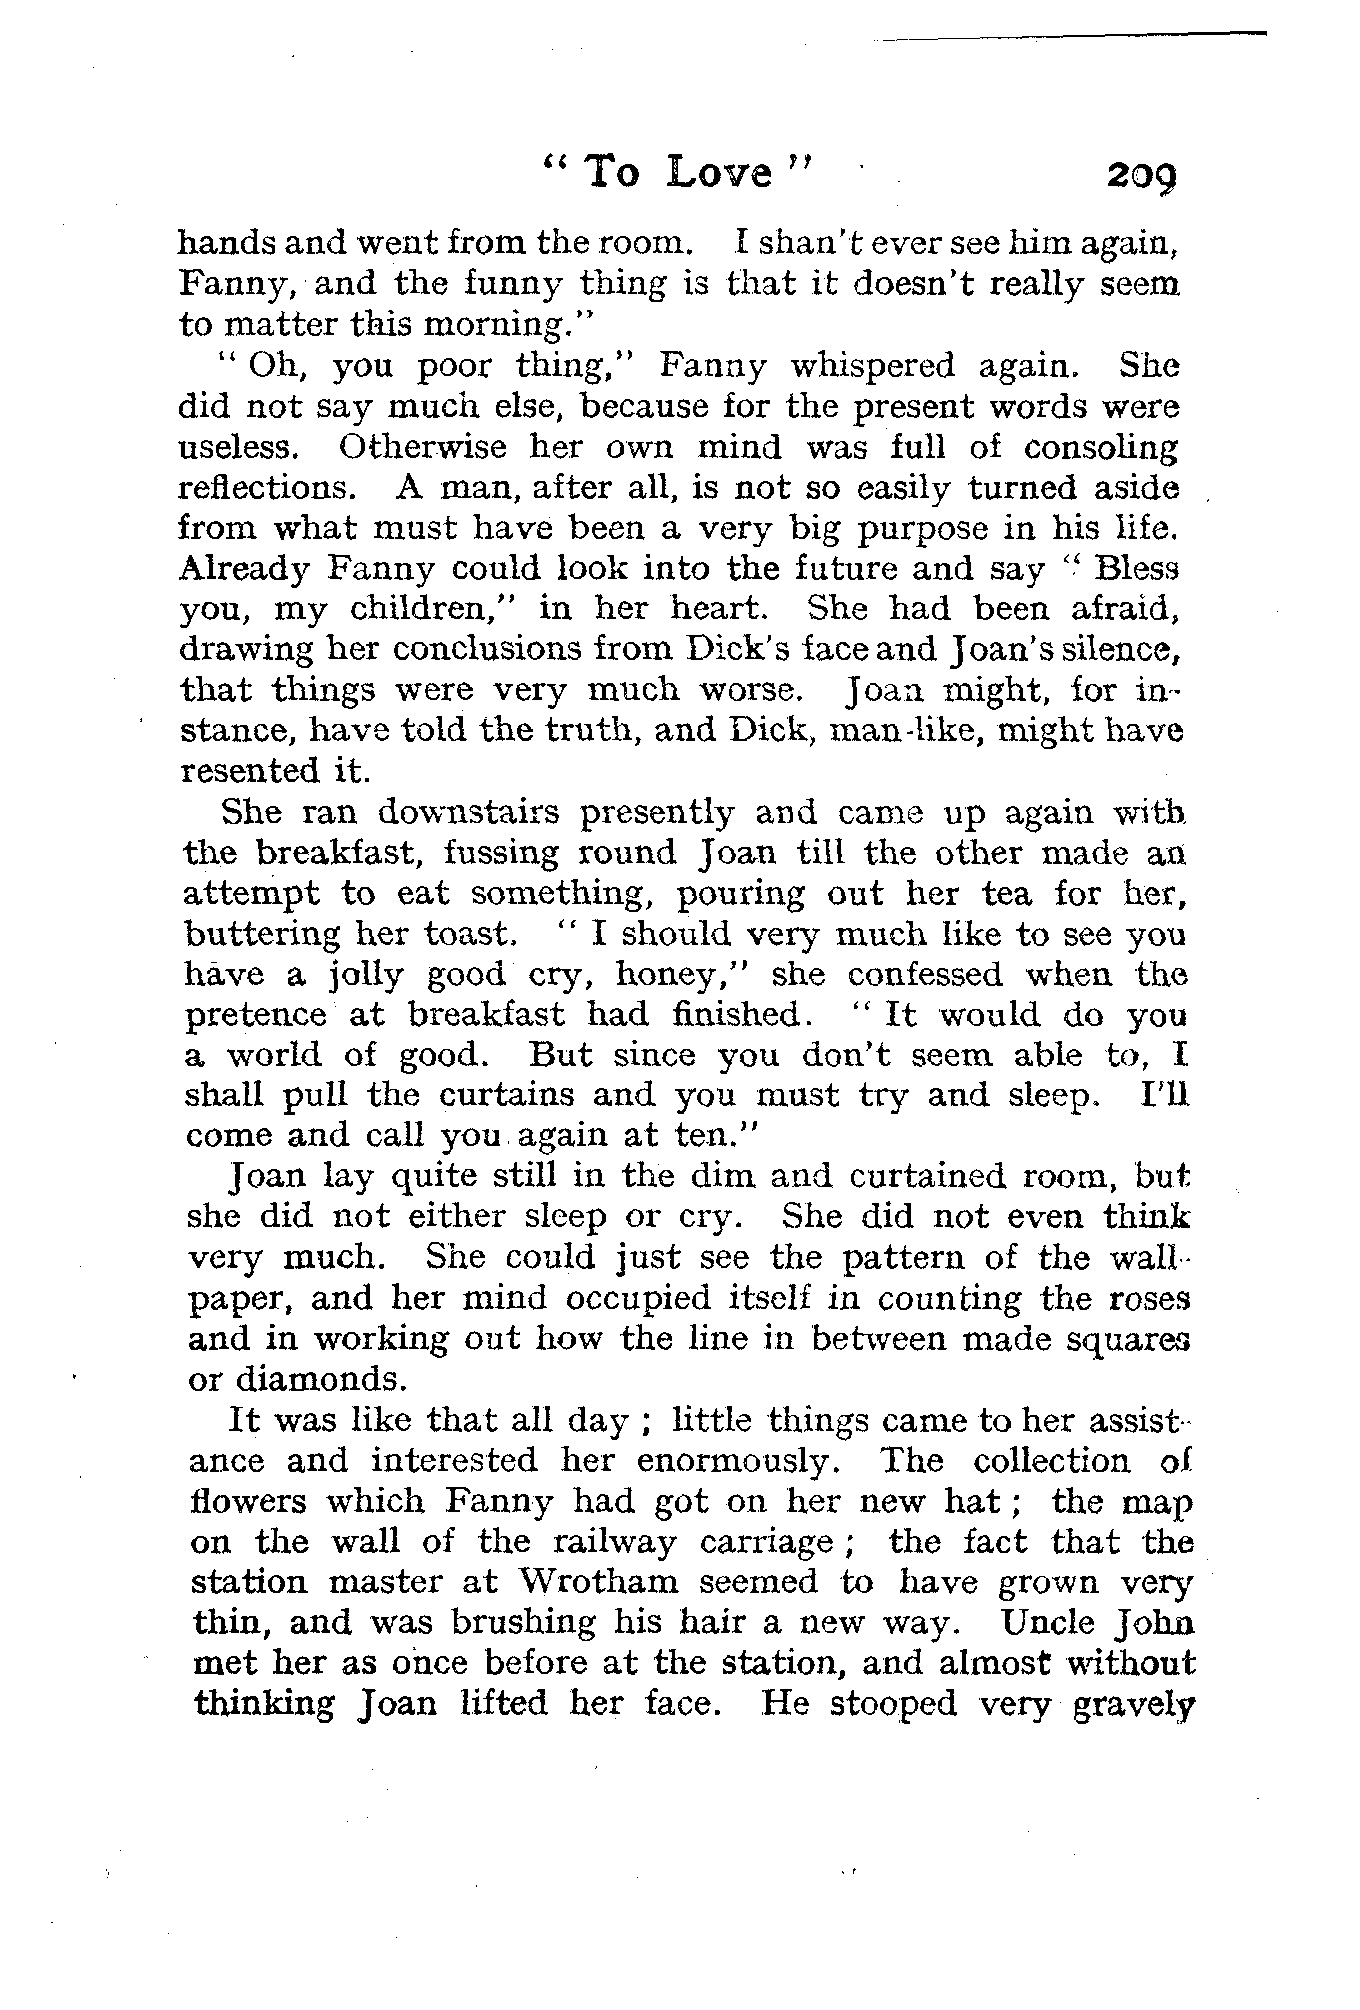 “ To Love ” 209
hands and went from the room. I shan't ever see him again,
Fanny, and the funny thing is that it doesn't really seem
to matter this morning.”
“ Oh, you poor thing,” Fanny whispered again. She
did not say much else, because for the present words were
useless. Otherwise her own mind was full of consoling
reflections. A man, after all, is not so easily turned aside
from what must have been a very big purpose in his life.
Already Fanny could look into the future and say “ Bless
you, my children,” in her heart. She had been afraid,
drawing her conclusions from Dick's face and Joan's silence,
that things were very much worse. Joan might, for in-
stance, have told the truth, and Dick, man-like, might have
resented it.
She ran downstairs presently and came up again with
the breakfast, fussing round Joan till the other made an
attempt to eat something, pouring out her tea for her,
buttering her toast. “ I should very much like to see you
have a jolly good cry, honey,” she confessed when the
pretence at breakfast had finished. “ It would do you
a world of good. But since you don't seem able to, I
shall pull the curtains and you must try and sleep. I'll
come and call you again at ten.”
Joan lay quite still in the dim and curtained room, but
she did not either sleep or cry. She did not even think
very much. She could just see the pattern of the wall-
paper, and her mind occupied itself in counting the roses
and in working out how the line in between made squares
or diamonds.
It was like that all day ; little things came to her assist-
ance and interested her enormously. The collection of
flowers which Fanny had got on her new hat ; the map
on the wall of the railway carriage ; the fact that the
station master at Wrotham seemed to have grown very
thin, and was brushing his hair a new way. Uncle John
met her as once before at the station, and almost without
thinking Joan lifted her face. He stooped very gravely